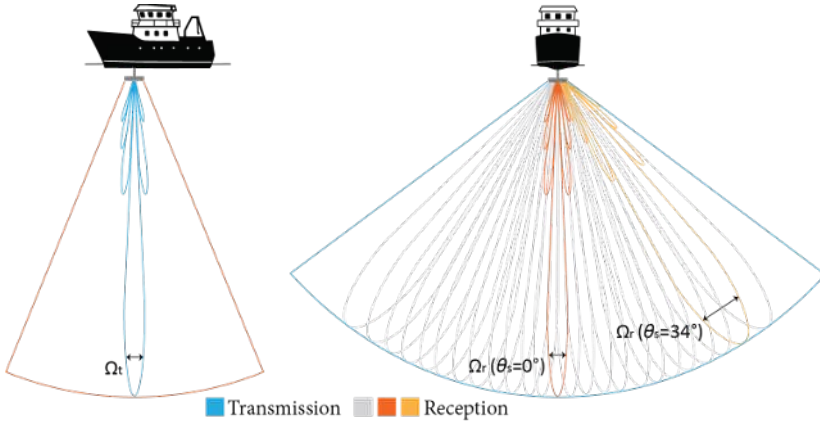 Ωt
Ωr (θs=0°)
Ωr (θs=34°)
Transmission
Reception